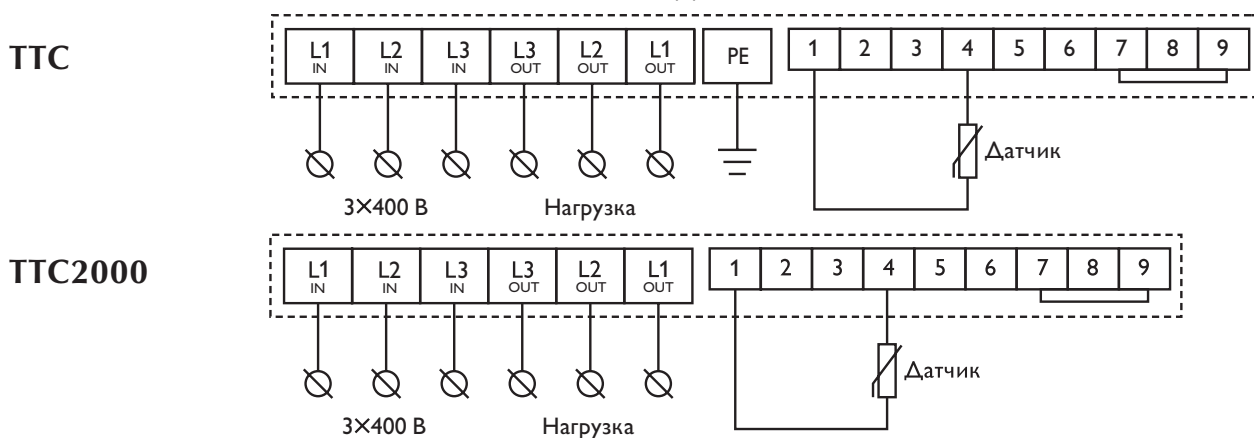 TTC
L1 L2 L3 L3 L2 L1 PE 1 2 3 4 5 6 7 8 9
IN IN IN OUT OUT OUT
Датчик
3×400 В Нагрузка
TTC2000
L1 L2 L3 L3 L2 L1 1 2 3 4 5 6 7 8 9
IN IN IN OUT OUT OUT
Датчик
3×400 В Нагрузка